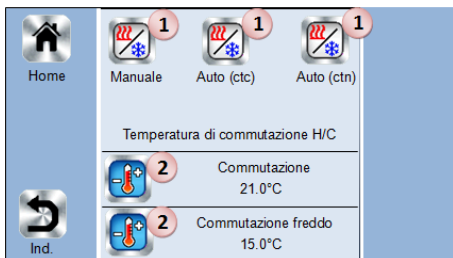 1 1 1
Home Manuale Auto (ctc) Auto (ctn)
Temperatura di commutazione H/C
2 Commutazione
21.0°C
2 Commutazione freddo
15.0°C
Ind.